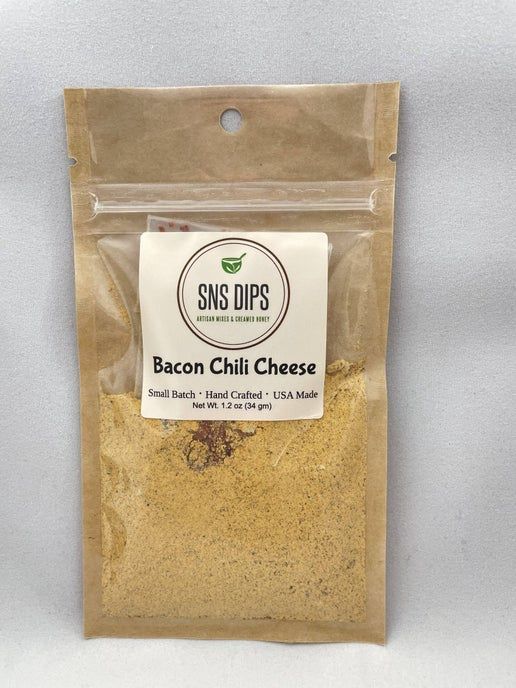 SNS DIPS
ARTISAN MIXES & CREAMED HONEY
Bacon Chili Cheese
Small Batch · Hand Crafted · USA Made
Net Wt. 1.2 oz (34 gm)